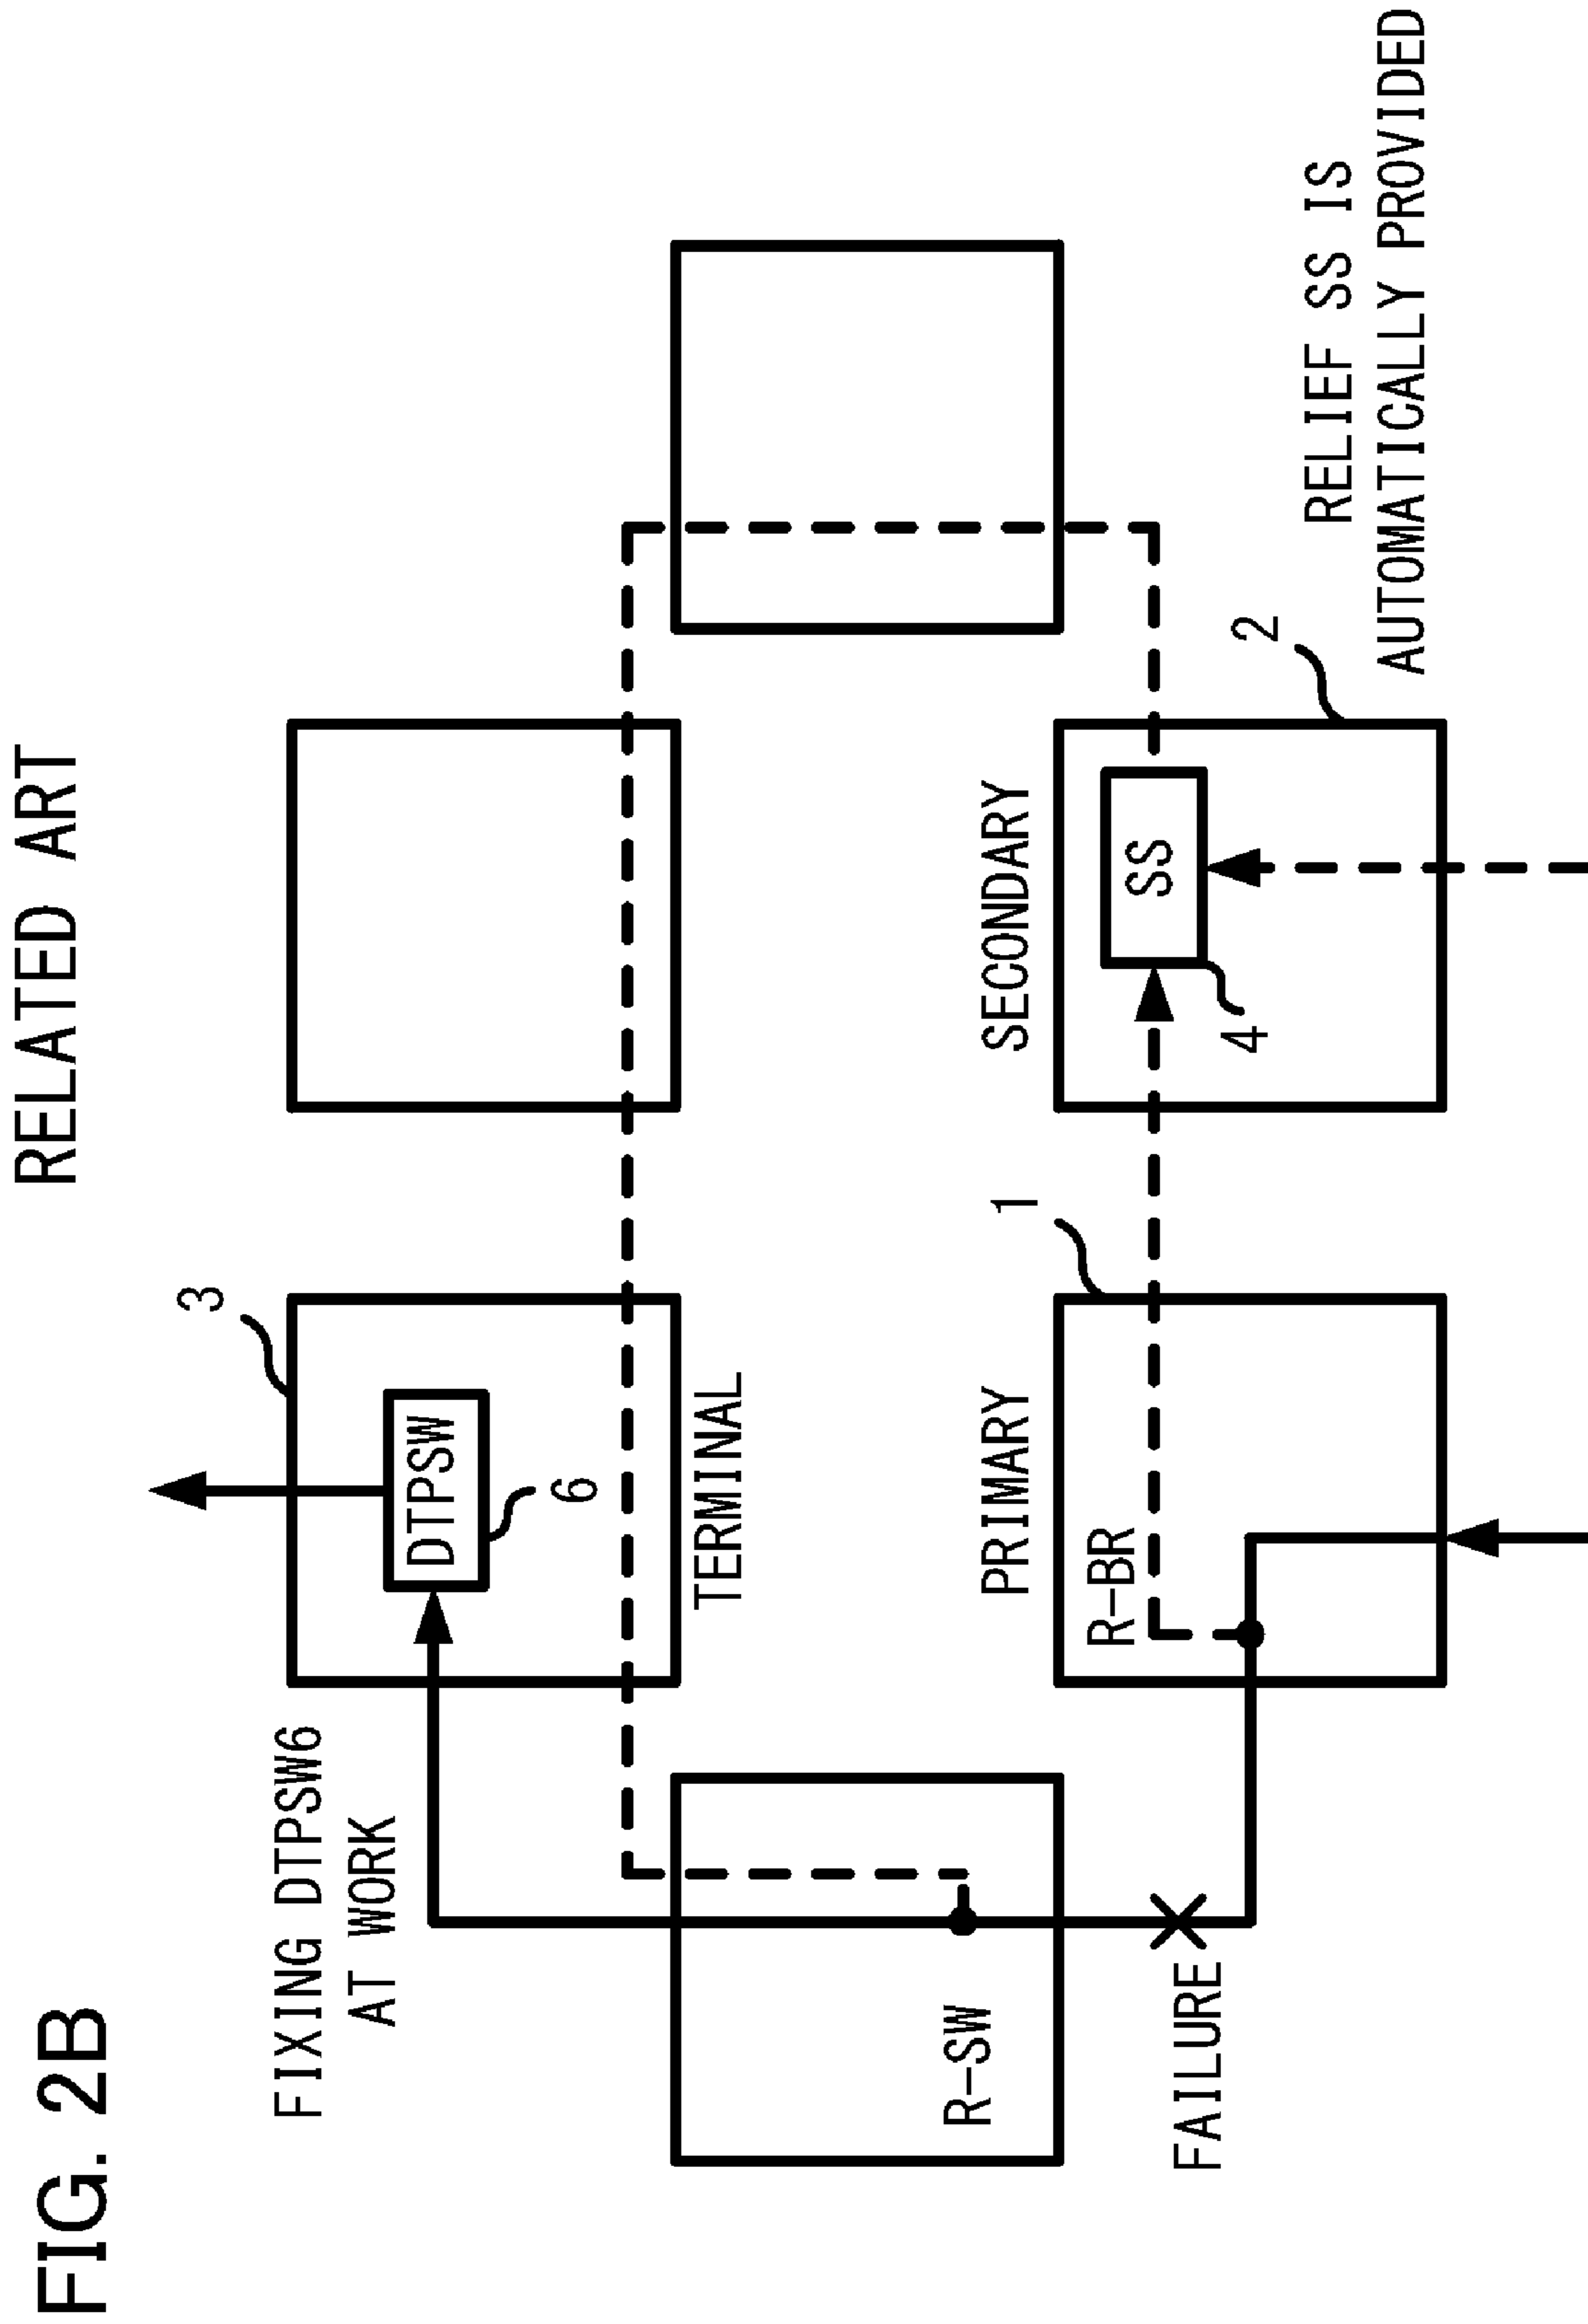 FIG. 2B
RELATED ART
FIXING DTPSW6
AT WORK
3
DTPSW
6
TERMINAL
R-SW
FAILURE
PRIMARY
1
R-BR
SECONDARY
2
SS
4
RELIEF SS IS
AUTOMATICALLY PROVIDED